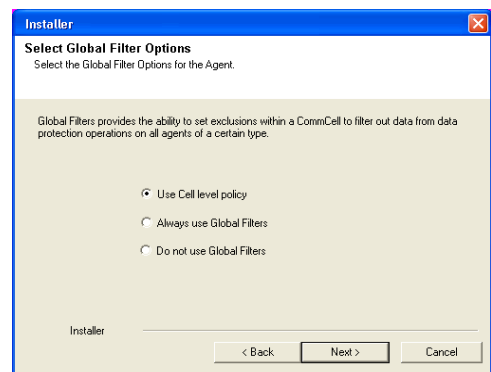 Installer
Select Global Filter Options
Select the Global Filter Options for the Agent.
Global Filters provides the ability to set exclusions within a CommCell to filter out data from data
protection operations on all agents of a certain type.
Use Cell level policy
Always use Global Filters
Do not use Global Filters
Installer
< Back
Next >
Cancel